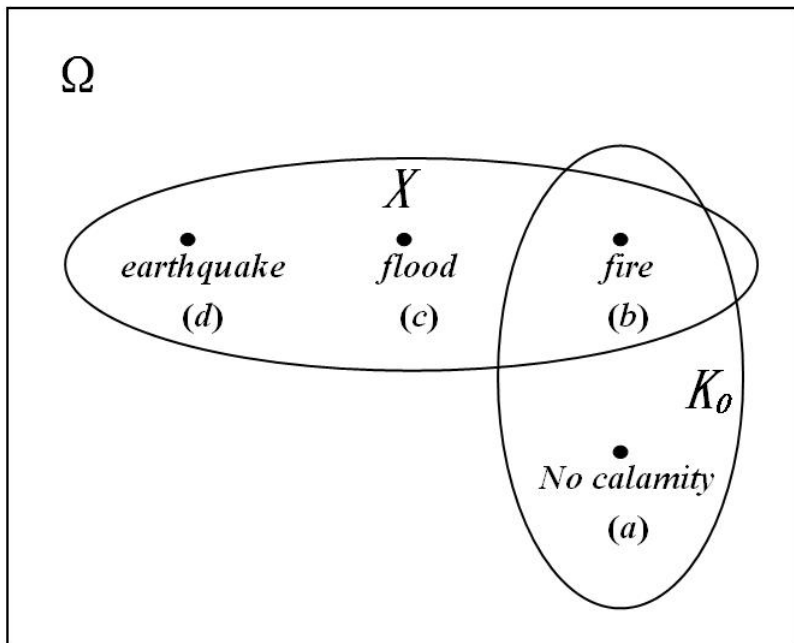 Ω
X
earthquake flood fire
(d) (c) (b)
K₀
No calamity
(a)